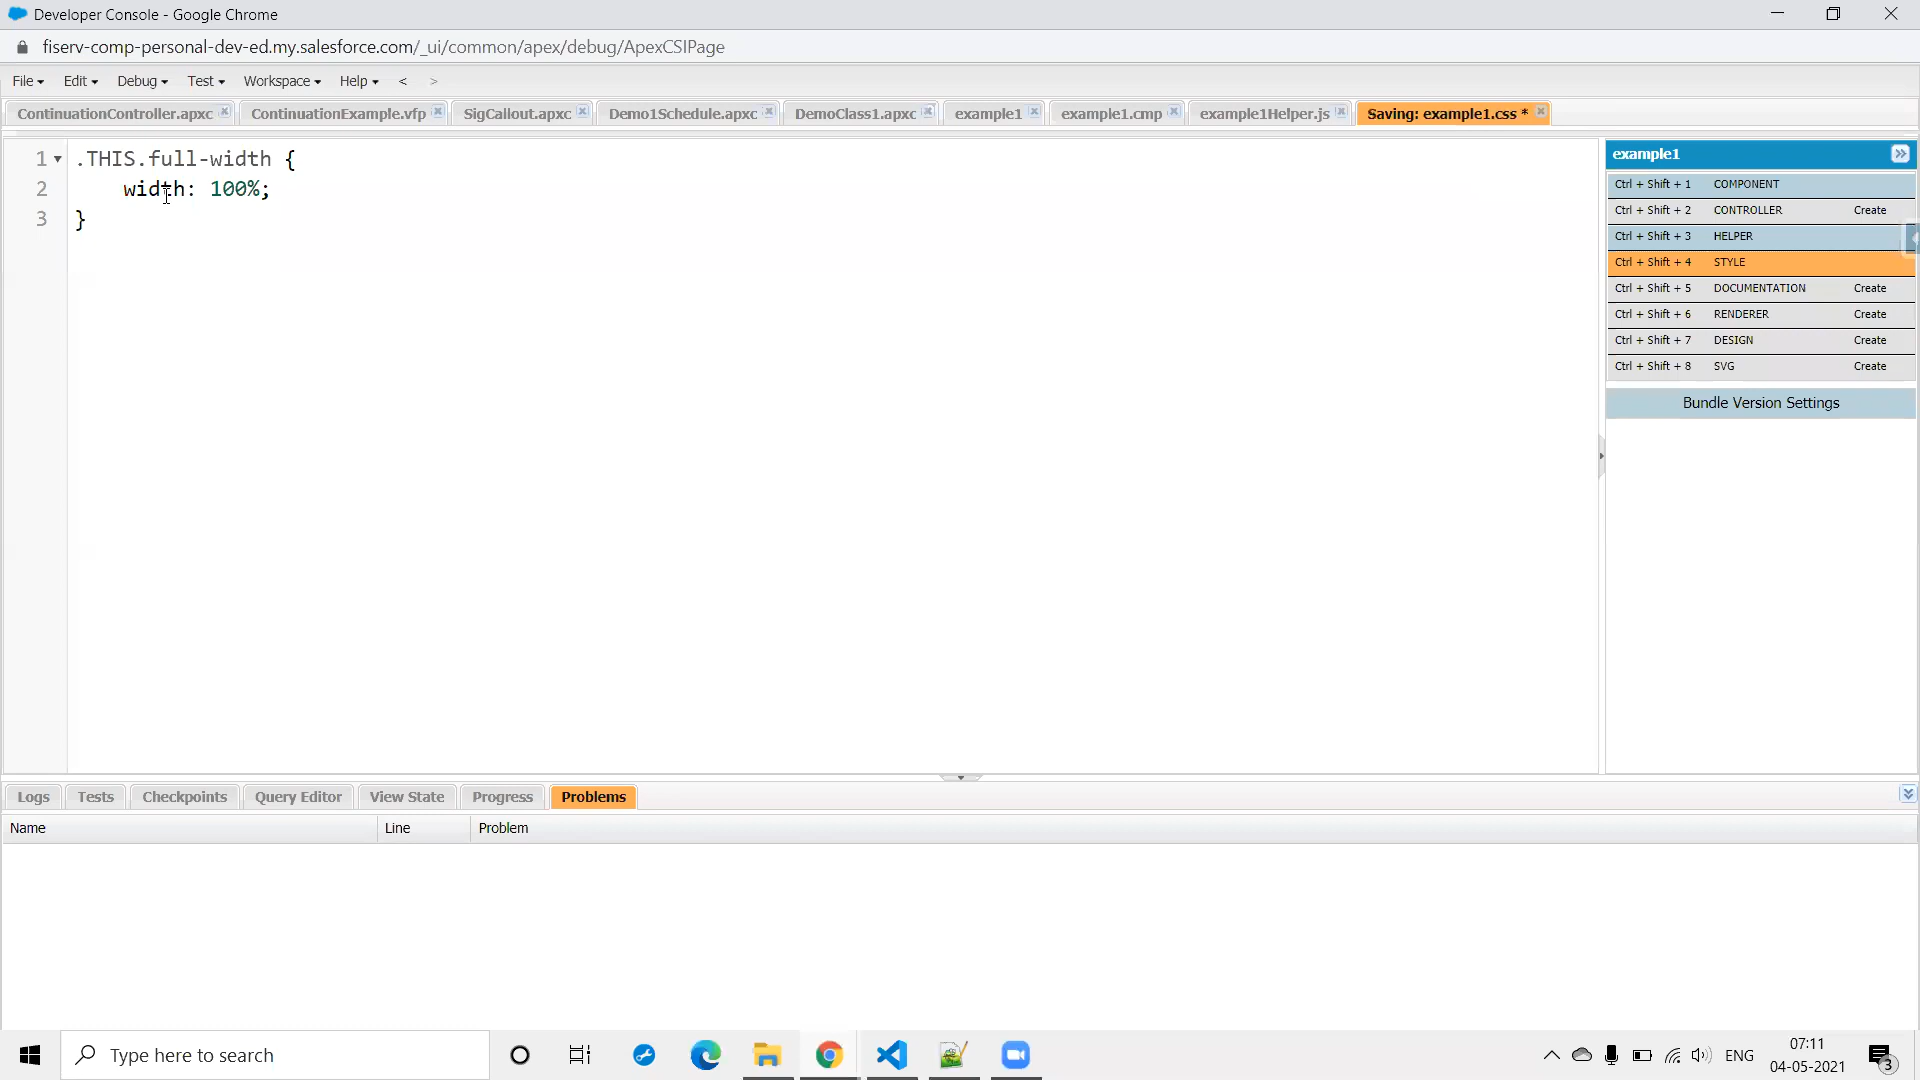 Developer Console - Google Chrome
fiserv-comp-personal-dev-ed.my.salesforce.com/_ui/common/apex/debug/ApexCSIPage
File Edit Debug Test Workspace Help < >
ContinuationController.apxc ContinuationExample.vfp SigCallout.apxc Demo1Schedule.apxc DemoClass1.apxc example1 example1.cmp example1Helper.js Saving: example1.css *
1 .THIS.full-width {
2 width: 100%;
3 }
example1
Ctrl + Shift + 1 COMPONENT
Ctrl + Shift + 2 CONTROLLER Create
Ctrl + Shift + 3 HELPER
Ctrl + Shift + 4 STYLE
Ctrl + Shift + 5 DOCUMENTATION Create
Ctrl + Shift + 6 RENDERER Create
Ctrl + Shift + 7 DESIGN Create
Ctrl + Shift + 8 SVG Create
Bundle Version Settings
Logs Tests Checkpoints Query Editor View State Progress Problems
Name Line Problem
Type here to search
ENG
07:11
04-05-2021
3